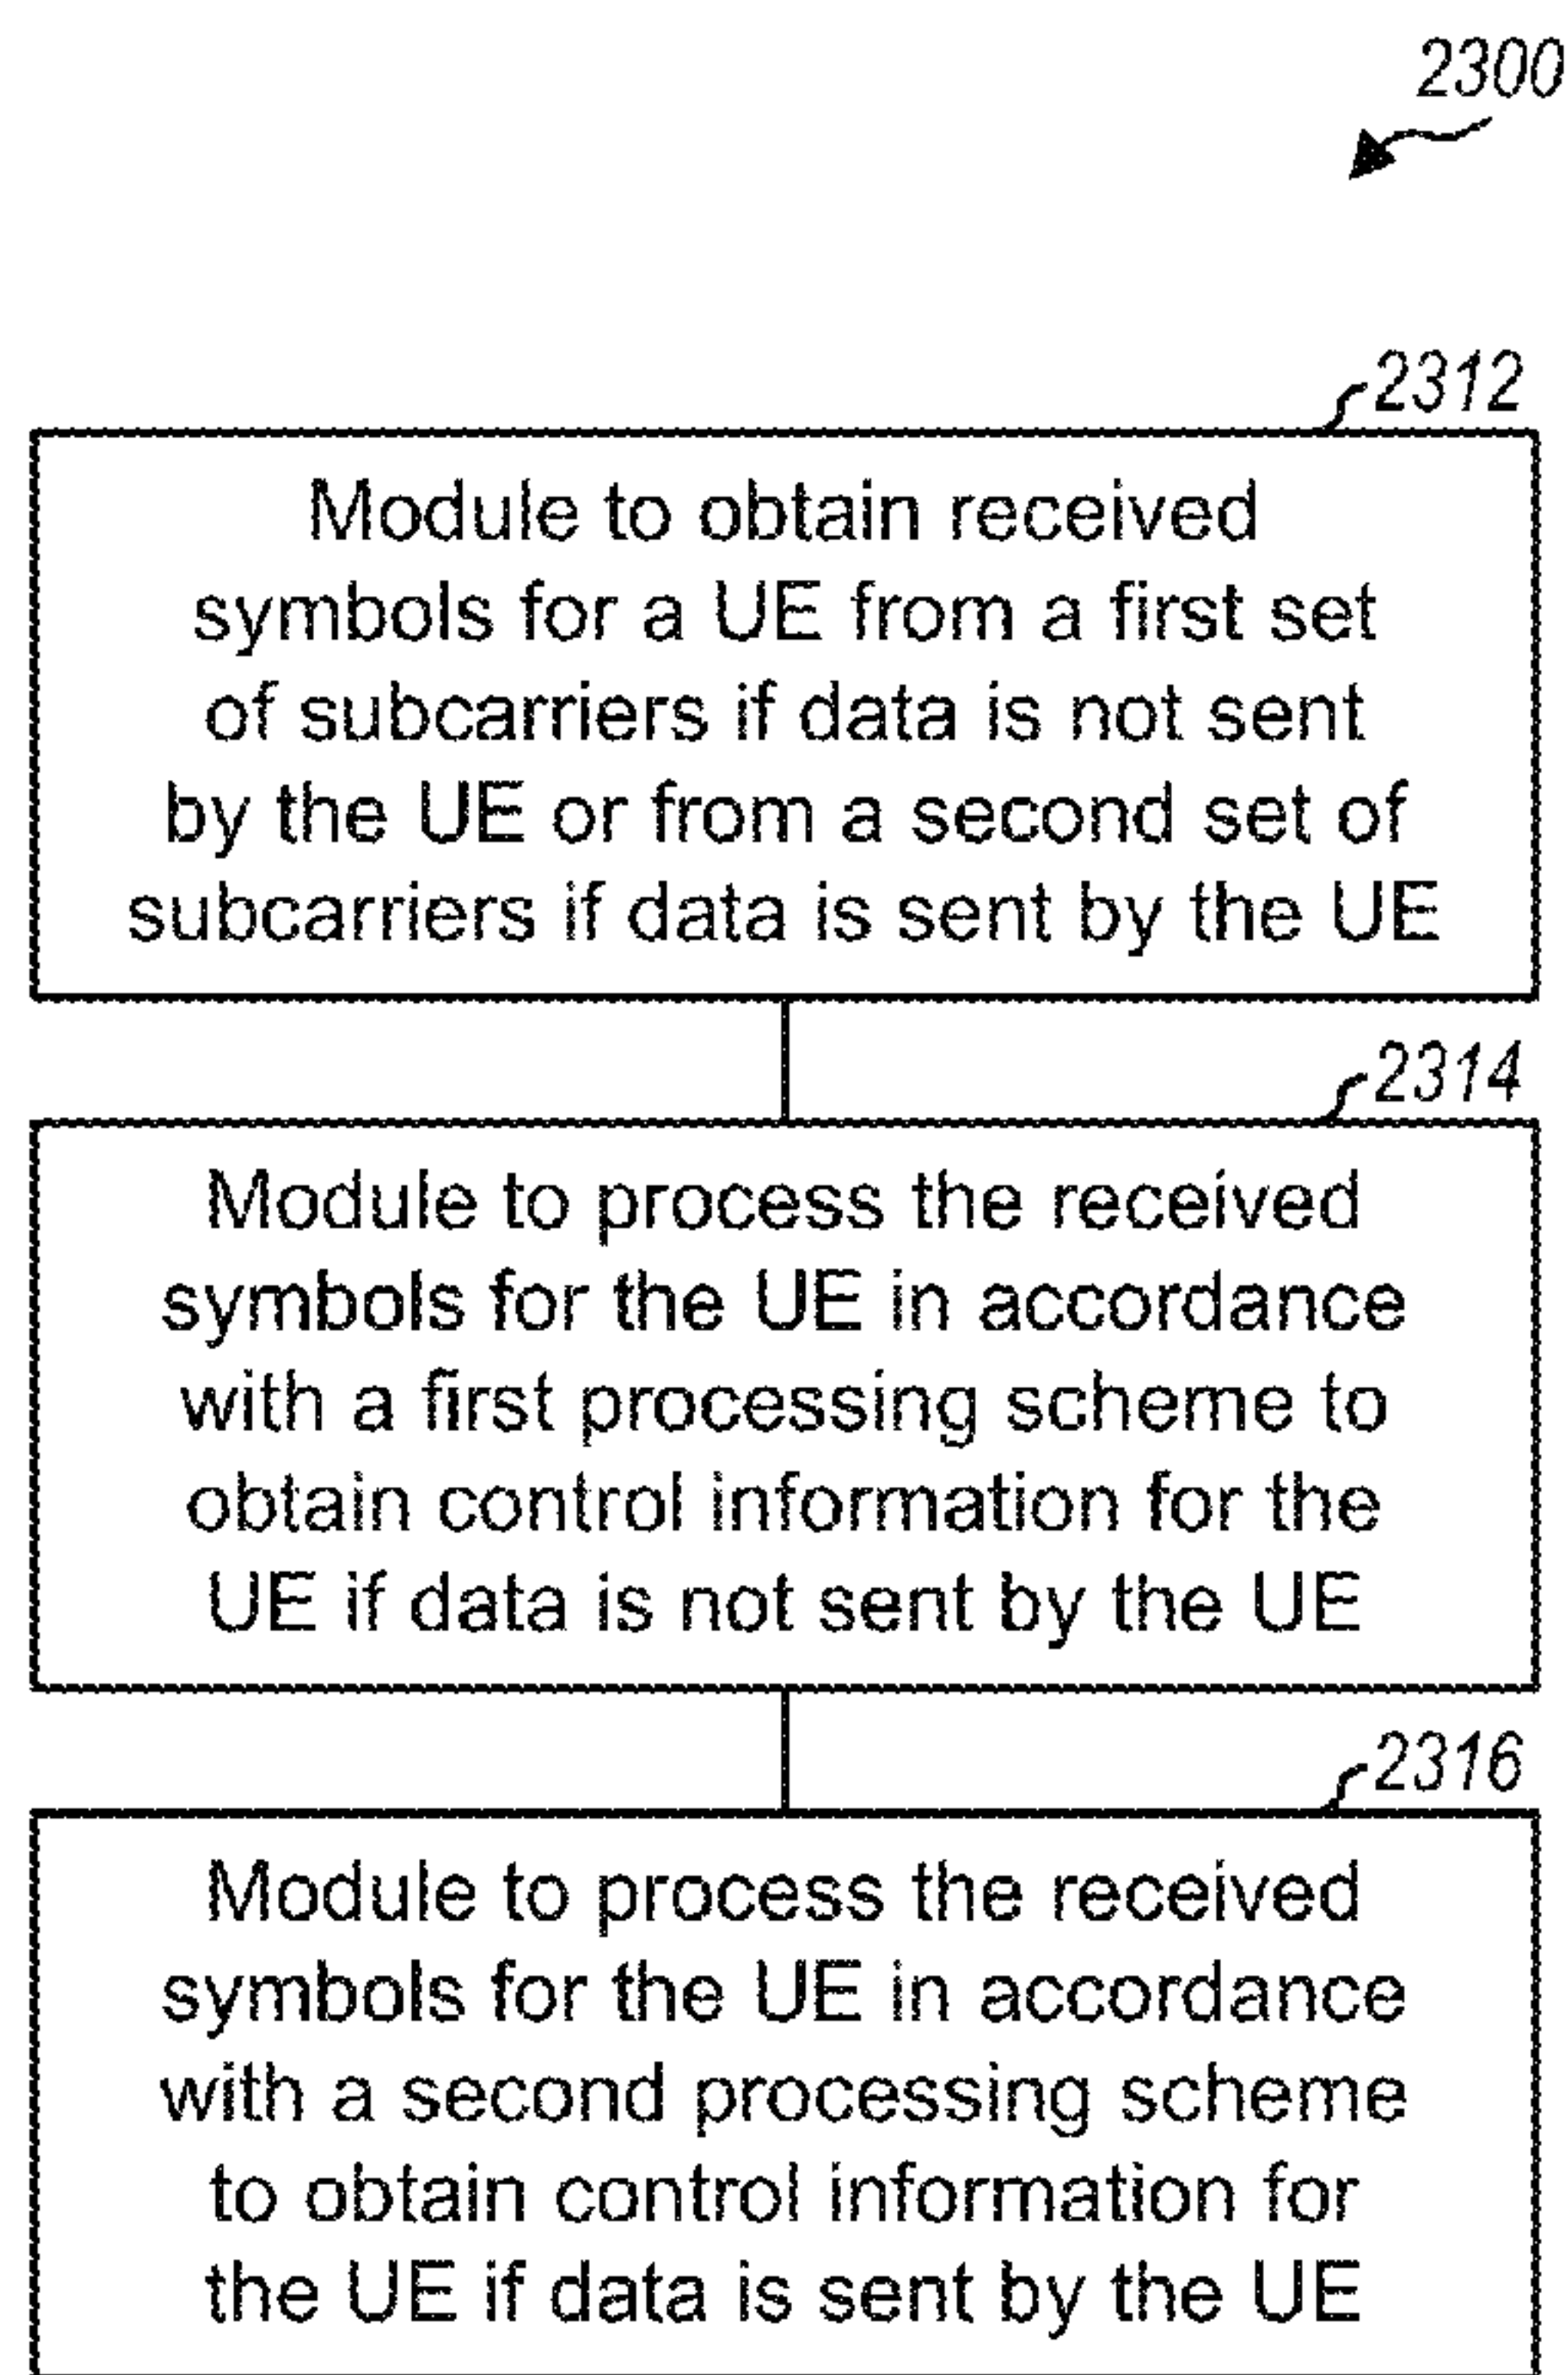 2300
2312
Module to obtain received
symbols for a UE from a first set
of subcarriers if data is not sent
by the UE or from a second set of
subcarriers if data is sent by the UE
2314
Module to process the received
symbols for the UE in accordance
with a first processing scheme to
obtain control information for the
UE if data is not sent by the UE
2316
Module to process the received
symbols for the UE in accordance
with a second processing scheme
to obtain control information for
the UE if data is sent by the UE